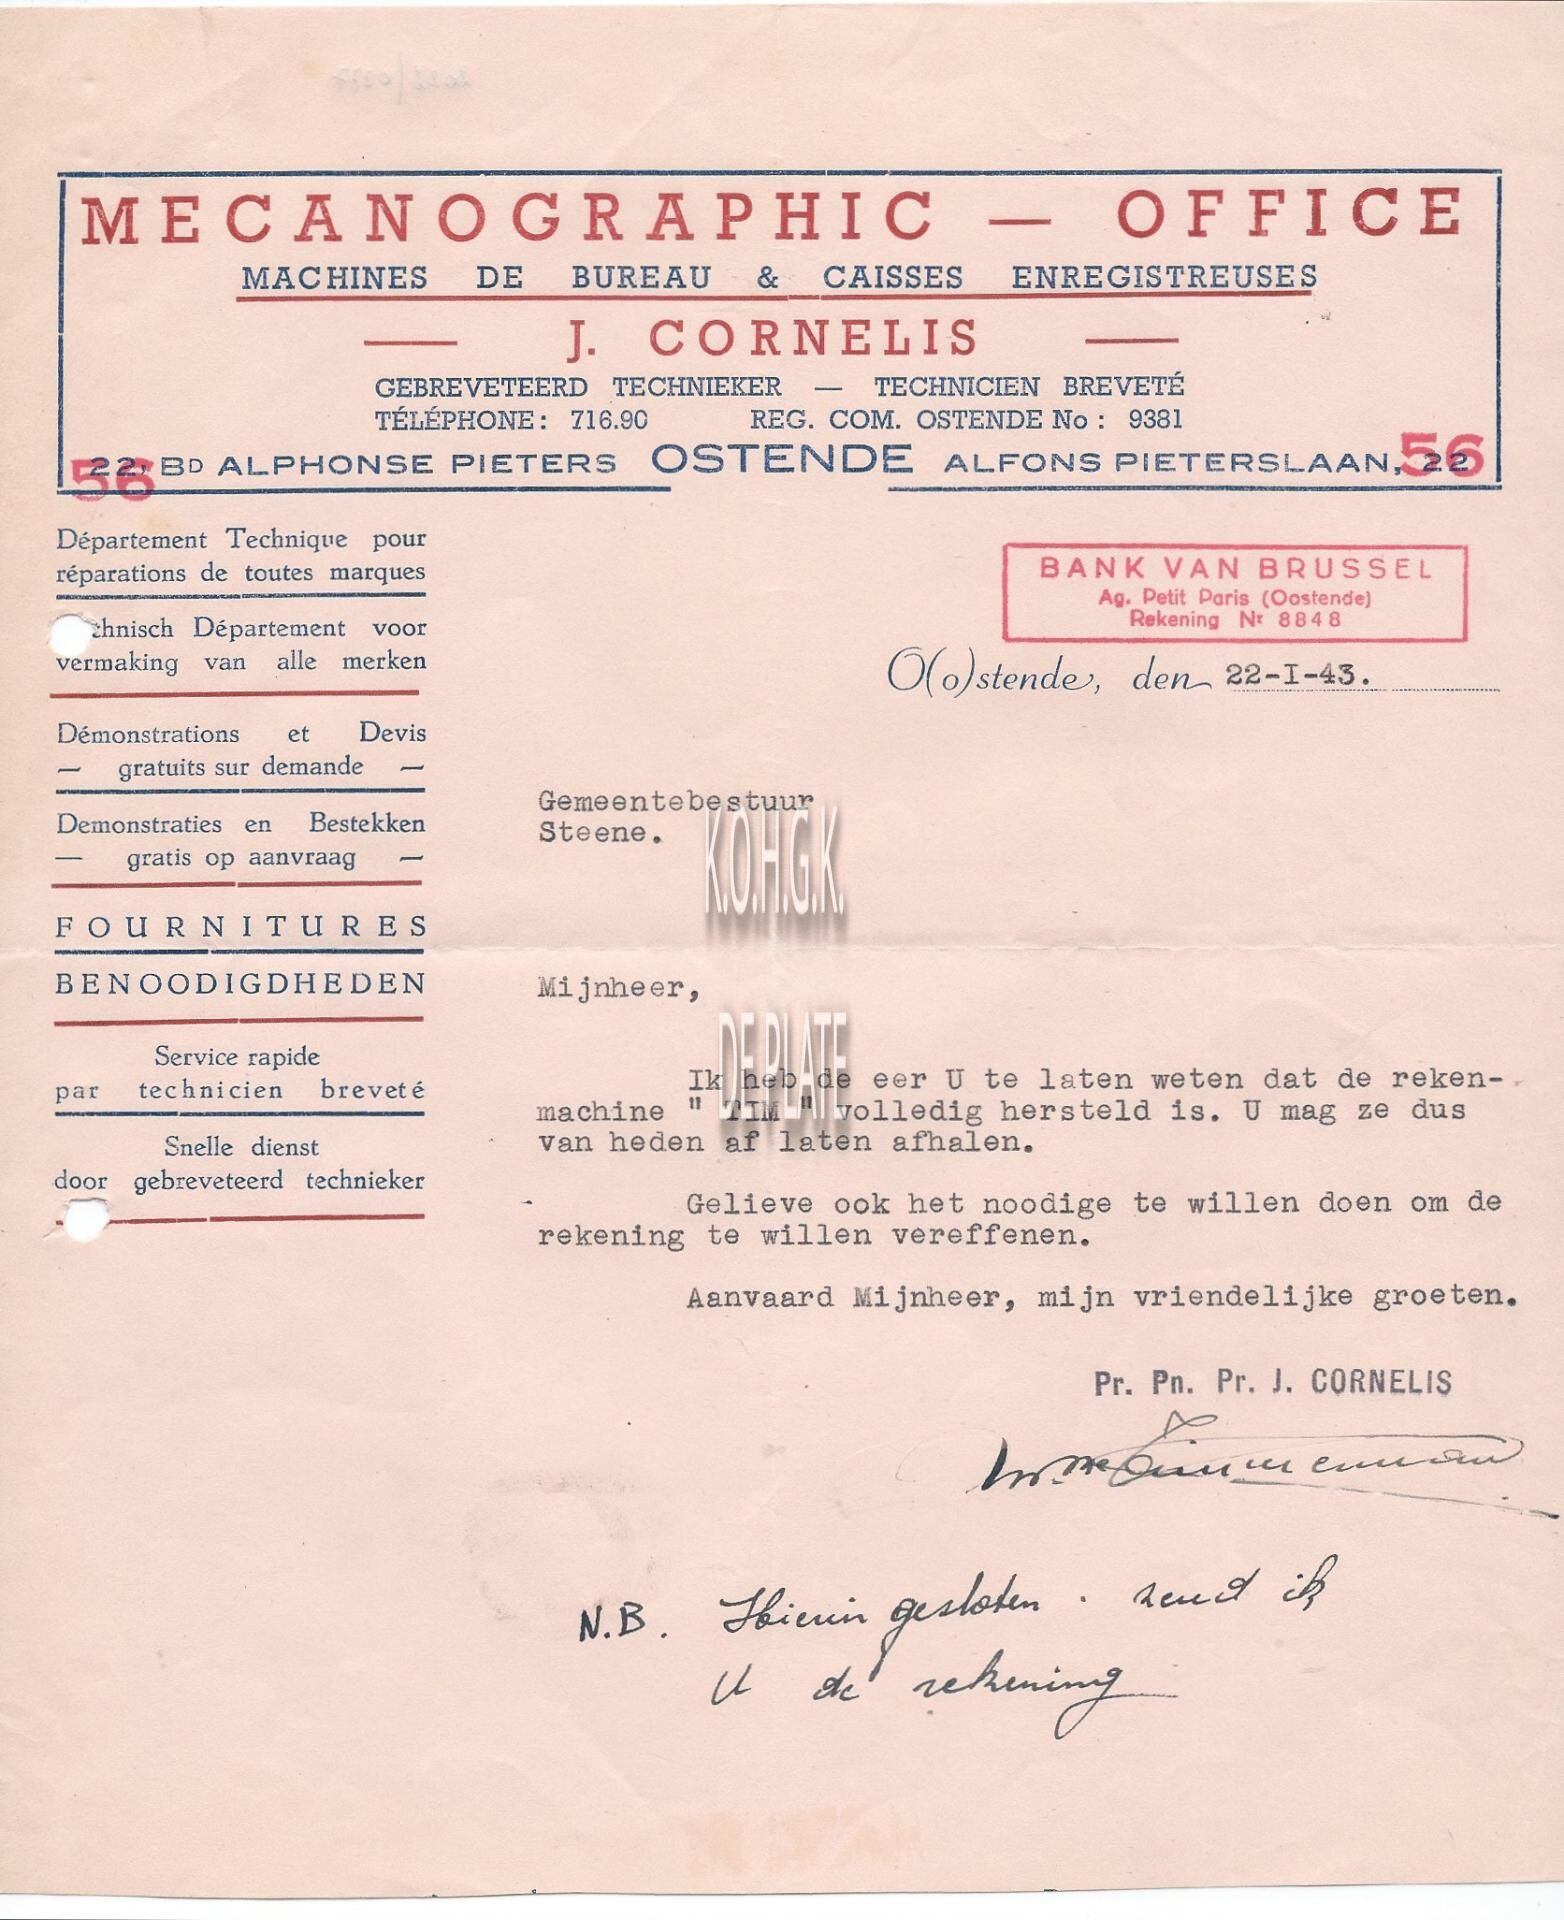 MECANOGRAPHIC — OFFICE
MACHINES DE BUREAU & CAISSES ENREGISTREUSES
— J. CORNELIS —
GEBREVETEERD TECHNIEKER — TECHNICIEN BREVETÉ
TÉLÉPHONE: 716.90 REG. COM. OSTENDE No : 9381
22, BD ALPHONSE PIETERS OSTENDE ALFONS PIETERSLAAN, 22
56 56
Département Technique pour
réparations de toutes marques
chnisch Département voor
vermaking van alle merken
Démonstrations et Devis
— gratuits sur demande —
Demonstraties en Bestekken
— gratis op aanvraag —
FOURNITURES
BENOODIGDHEDEN
Service rapide
par technicien breveté
Snelle dienst
door gebreveteerd technieker
BANK VAN BRUSSEL
Ag. Petit Paris (Oostende)
Rekening Nr 8848
O(o)stende, den 22-I-43.
Gemeentebestuur
Steene.
K.O.H.G.K.
DE PLATE
Mijnheer,
Ik heb de eer U te laten weten dat de reken-
machine " TIM " volledig hersteld is. U mag ze dus
van heden af laten afhalen.
Gelieve ook het noodige te willen doen om de
rekening te willen vereffenen.
Aanvaard Mijnheer, mijn vriendelijke groeten.
Pr. Pn. Pr. J. CORNELIS
N.B. Hierin gesloten zend ik
U de rekening